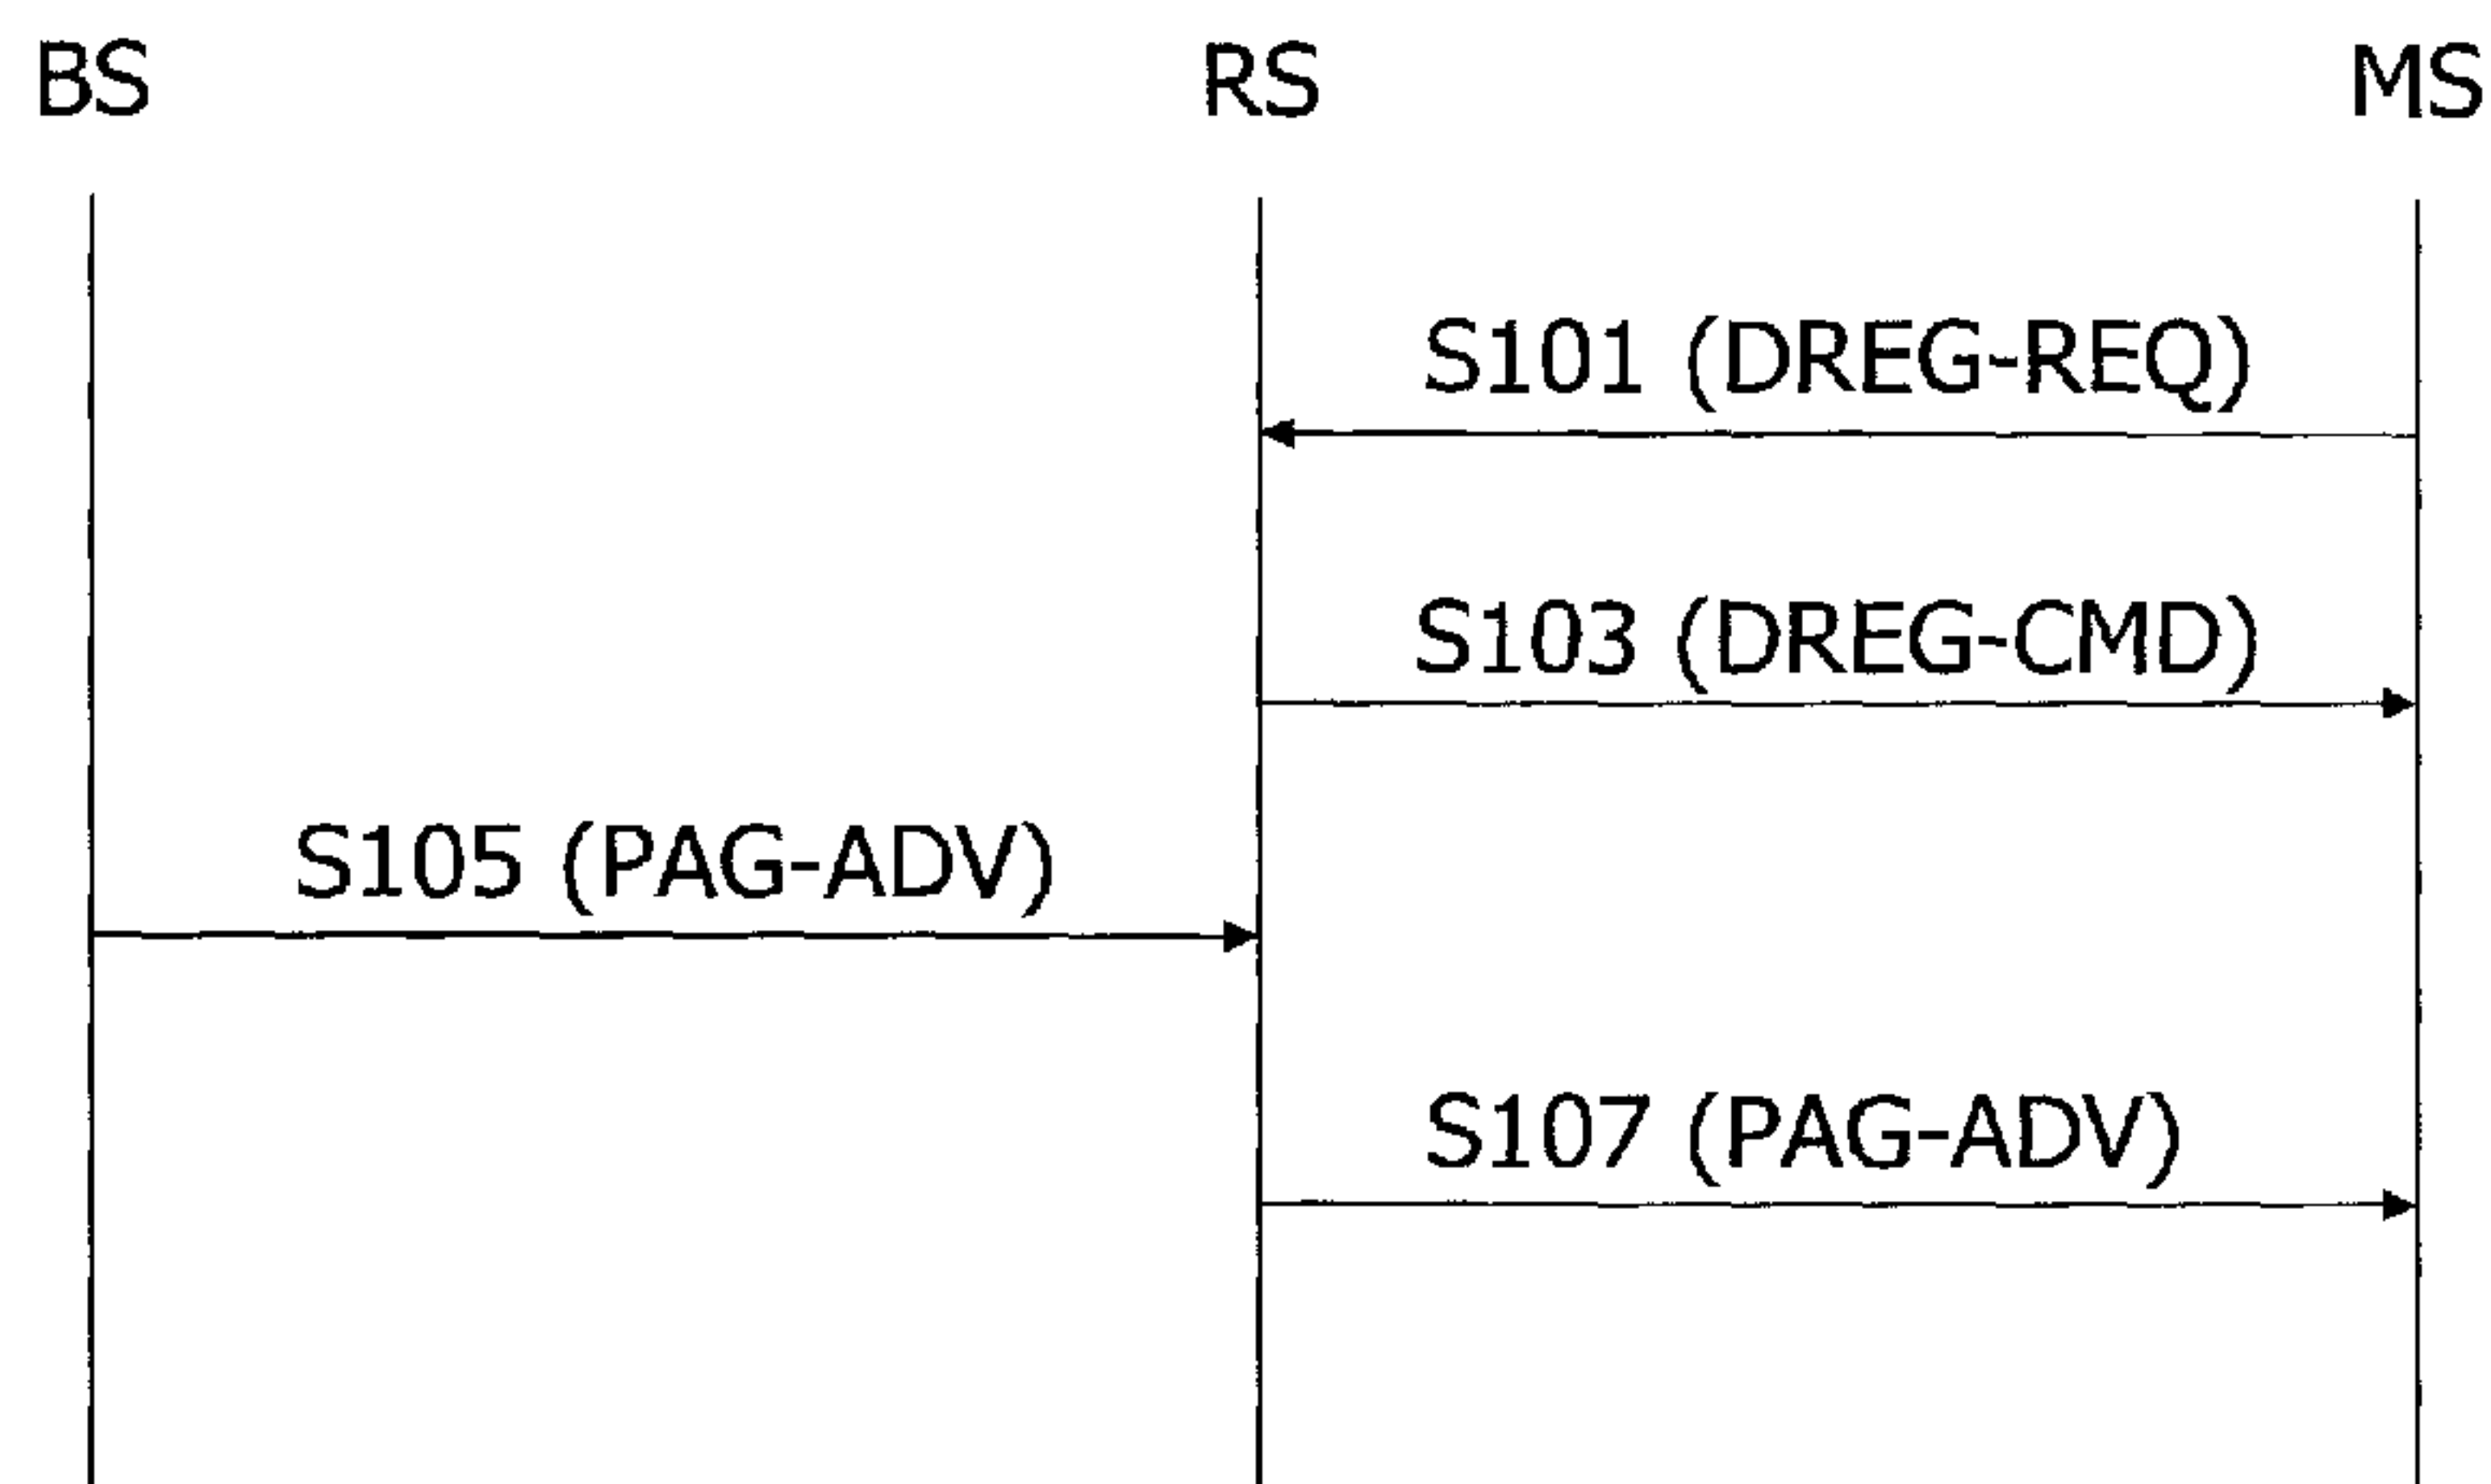 BS RS MS
S101 (DREG-REQ)
S103 (DREG-CMD)
S105 (PAG-ADV)
S107 (PAG-ADV)